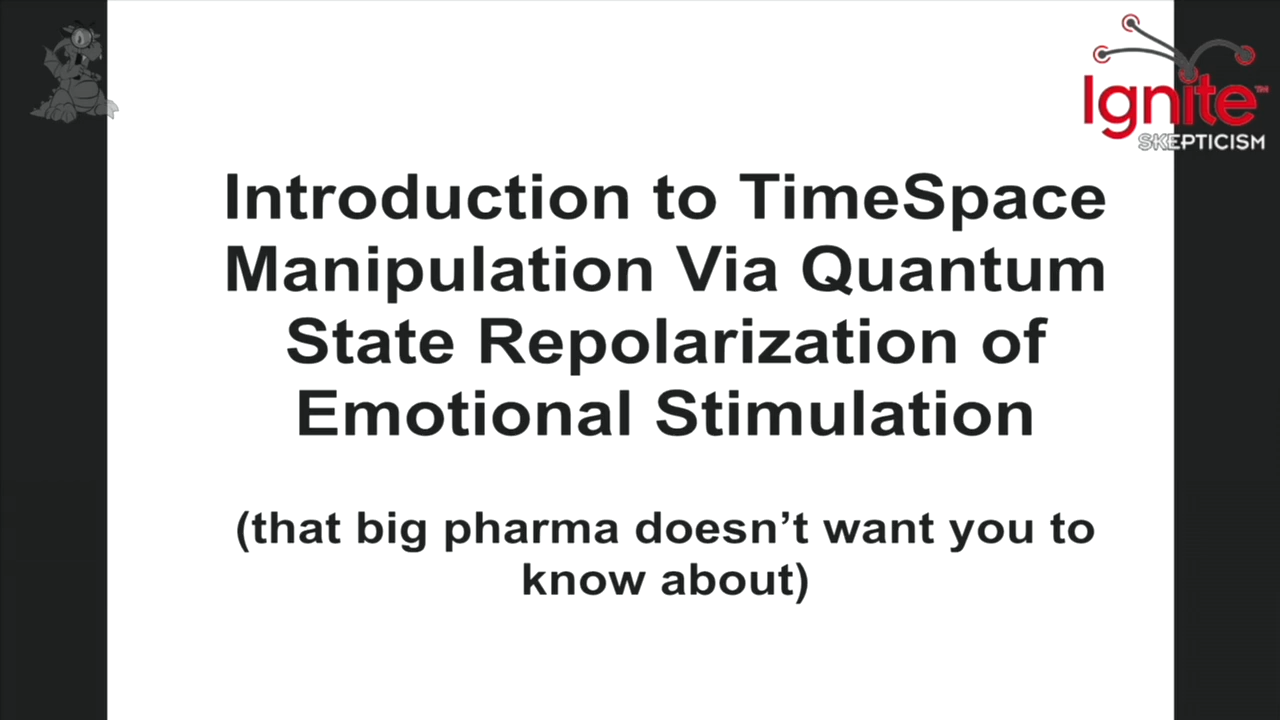 Ignite™
SKEPTICISM
Introduction to TimeSpace
Manipulation Via Quantum
State Repolarization of
Emotional Stimulation
(that big pharma doesn’t want you to
know about)